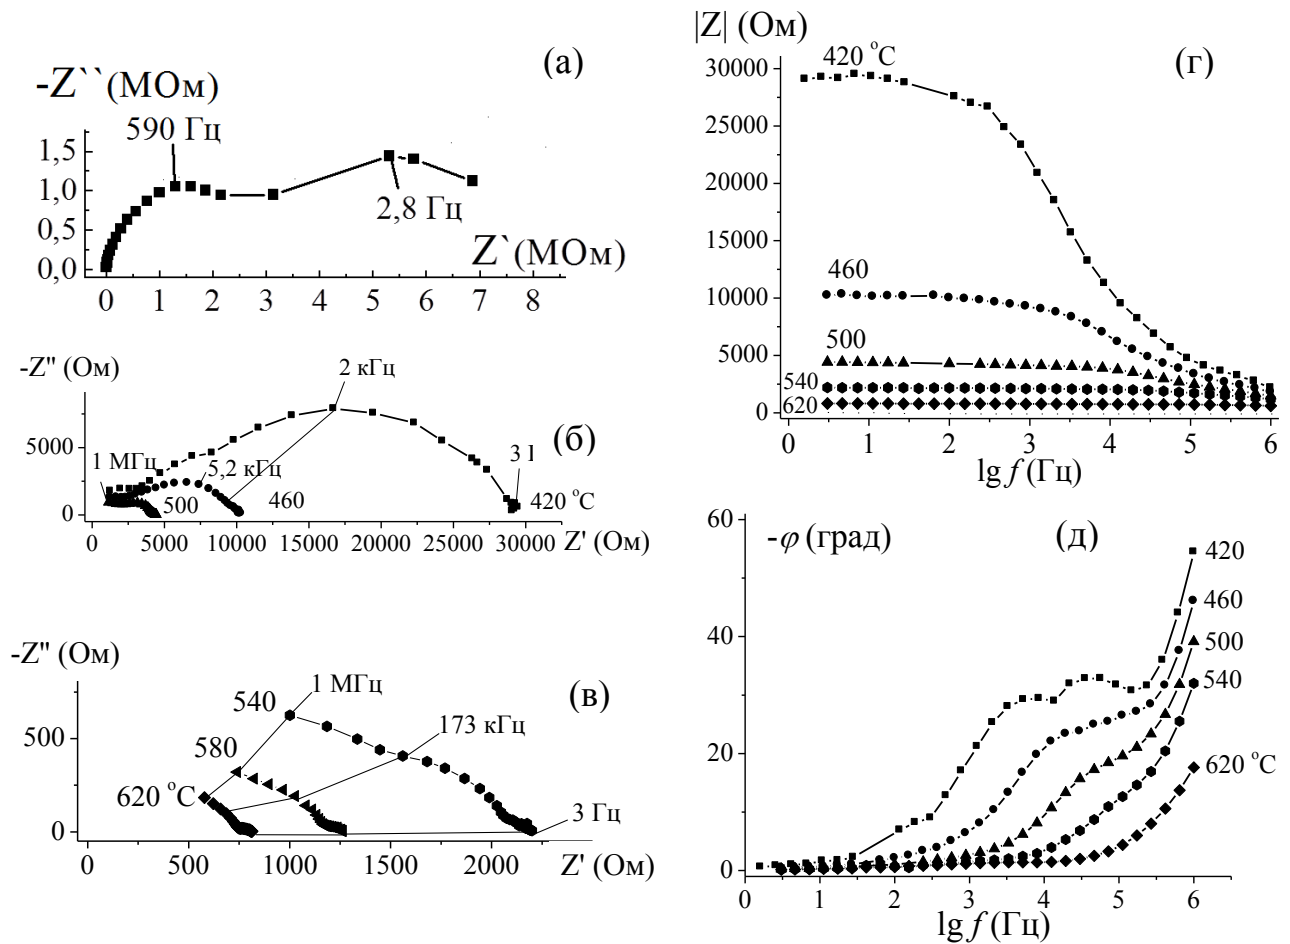 (а)
-Z``(МОм)
590 Гц
1,5
1,0
0,5
0,0
2,8 Гц
Z`(МОм)
0 1 2 3 4 5 6 7 8
-Z'' (Ом)
2 кГц
(б)
5000
0
1 МГц
5,2 кГц
3 Г
500
460
420 °C
0 5000 10000 15000 20000 25000 30000 Z' (Ом)
-Z'' (Ом)
(в)
500
0
1 МГц
540
173 кГц
580
620 °C
3 Гц
0 500 1000 1500 2000 Z' (Ом)
|Z| (Ом)
(г)
420 °C
30000
25000
20000
15000
10000
5000
0
460
500
540
620
0 1 2 3 4 5 6
lg f (Гц)
60
40
20
0
-φ (град)
(д)
420
460
500
540
620 °C
1 2 3 4 5 6
lg f (Гц)